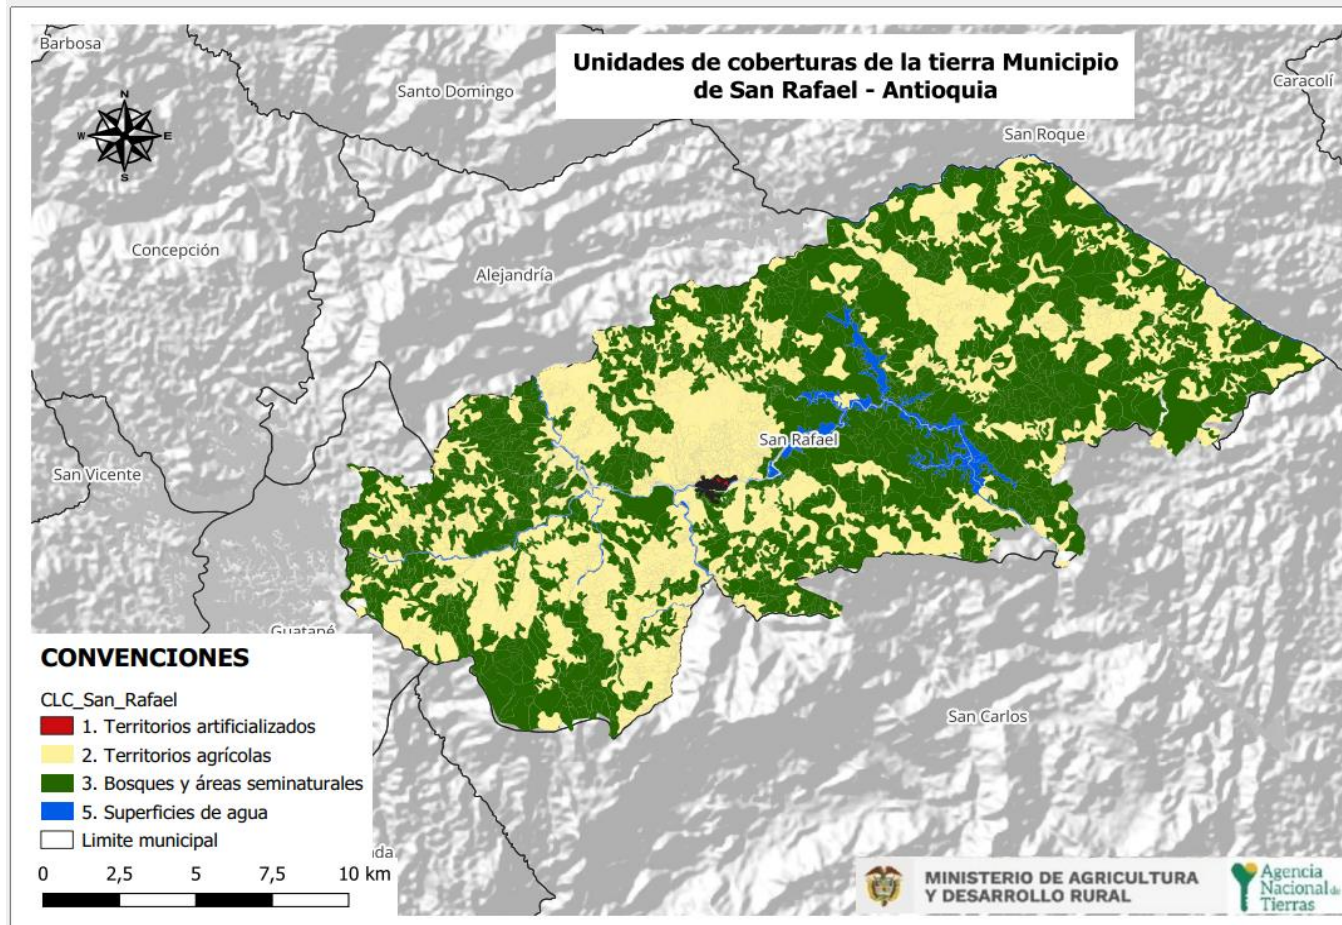 Unidades de coberturas de la tierra Municipio
de San Rafael - Antioquia
Barbosa
Santo Domingo
Caracolí
San Roque
N
W
E
S
Concepción
Alejandría
San Rafael
San Vicente
Guatapé
San Carlos
CONVENCIONES
CLC_San_Rafael
1. Territorios artificializados
2. Territorios agrícolas
3. Bosques y áreas seminaturales
5. Superficies de agua
Limite municipal
0 2,5 5 7,5 10 km
MINISTERIO DE AGRICULTURA
Y DESARROLLO RURAL
Agencia
Nacional de
Tierras